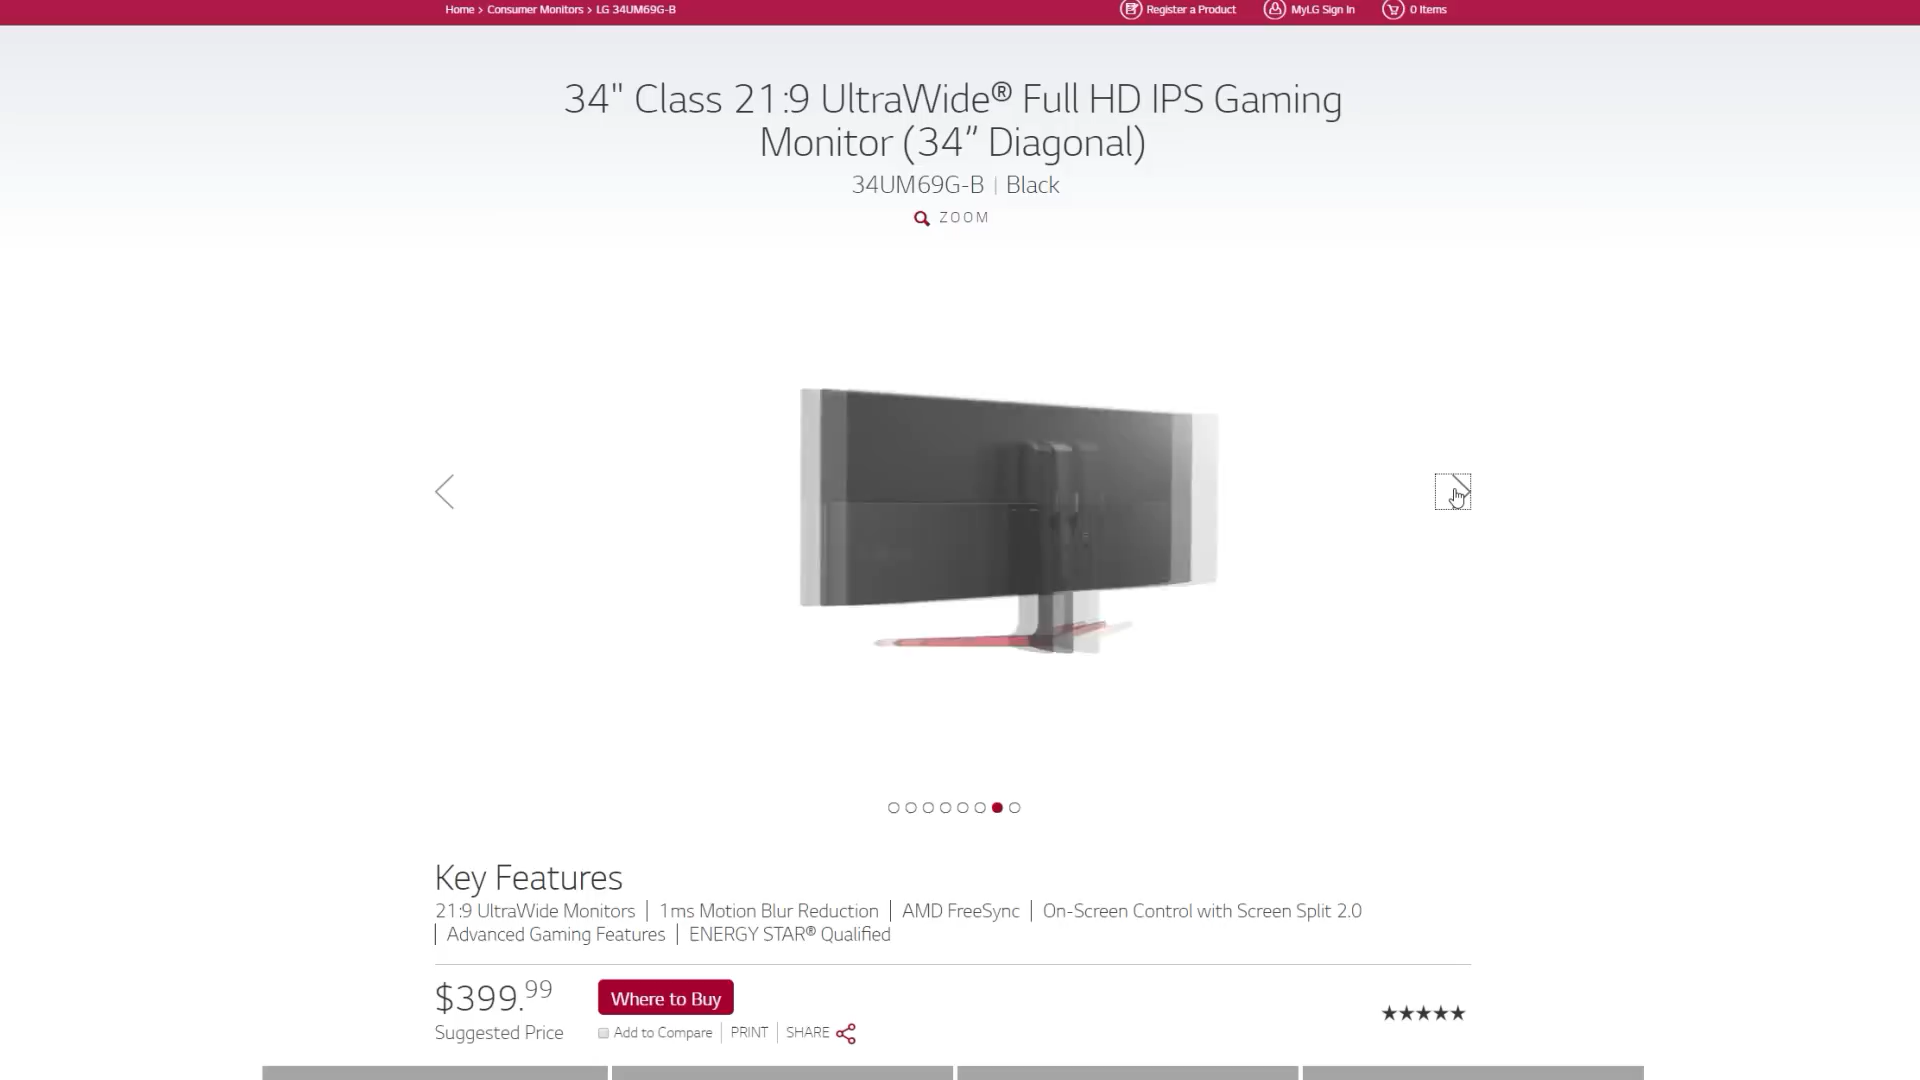 Home > Consumer Monitors > LG 34UM69G-B
Register a Product
MyLG Sign In
0 Items
34" Class 21:9 UltraWide® Full HD IPS Gaming
Monitor (34” Diagonal)
34UM69G-B | Black
ZOOM
Key Features
21:9 UltraWide Monitors | 1ms Motion Blur Reduction | AMD FreeSync | On-Screen Control with Screen Split 2.0
| Advanced Gaming Features | ENERGY STAR® Qualified
$399.99
Where to Buy
Suggested Price
Add to Compare | PRINT | SHARE